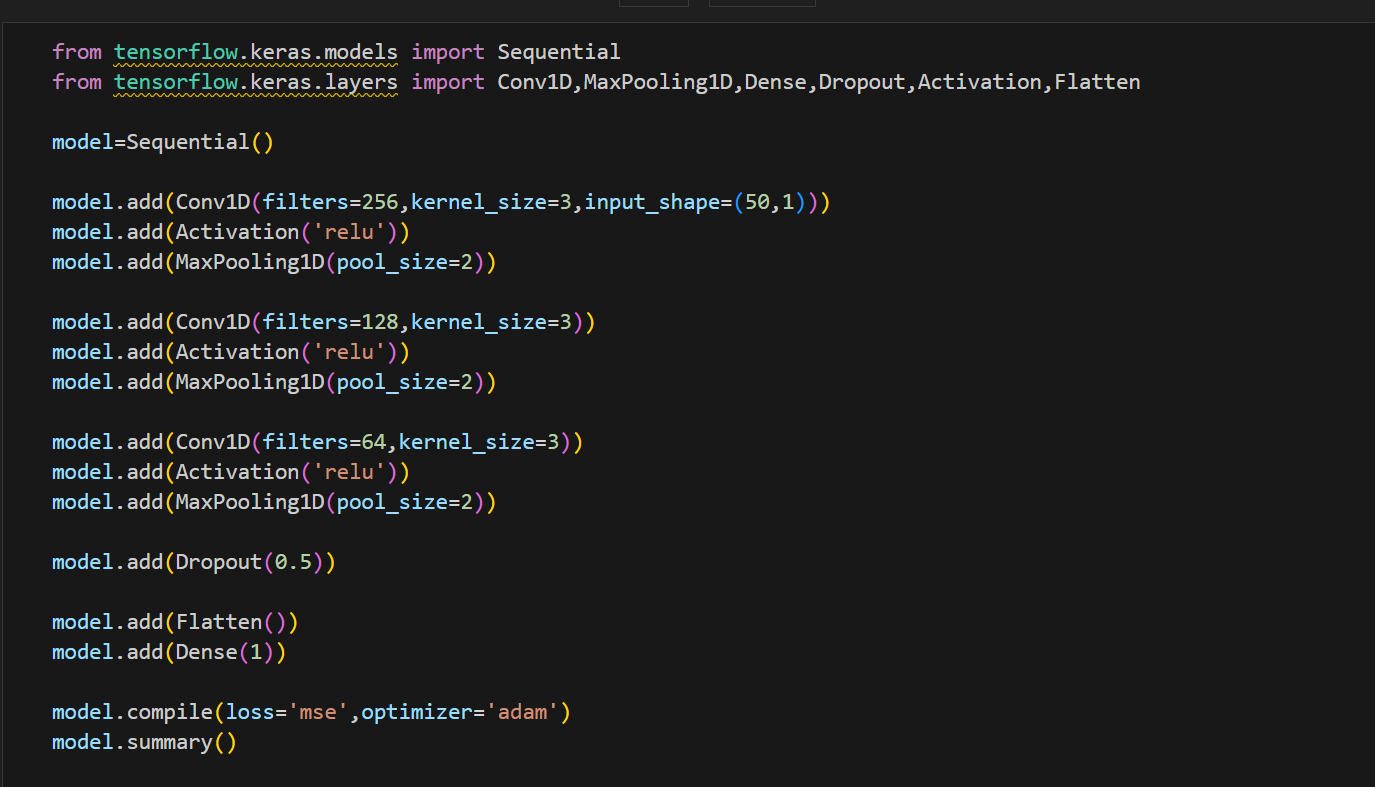 from tensorflow.keras.models import Sequential
from tensorflow.keras.layers import Conv1D,MaxPooling1D,Dense,Dropout,Activation,Flatten
model=Sequential()
model.add(Conv1D(filters=256,kernel_size=3,input_shape=(50,1)))
model.add(Activation('relu'))
model.add(MaxPooling1D(pool_size=2))
model.add(Conv1D(filters=128,kernel_size=3))
model.add(Activation('relu'))
model.add(MaxPooling1D(pool_size=2))
model.add(Conv1D(filters=64,kernel_size=3))
model.add(Activation('relu'))
model.add(MaxPooling1D(pool_size=2))
model.add(Dropout(0.5))
model.add(Flatten())
model.add(Dense(1))
model.compile(loss='mse',optimizer='adam')
model.summary()